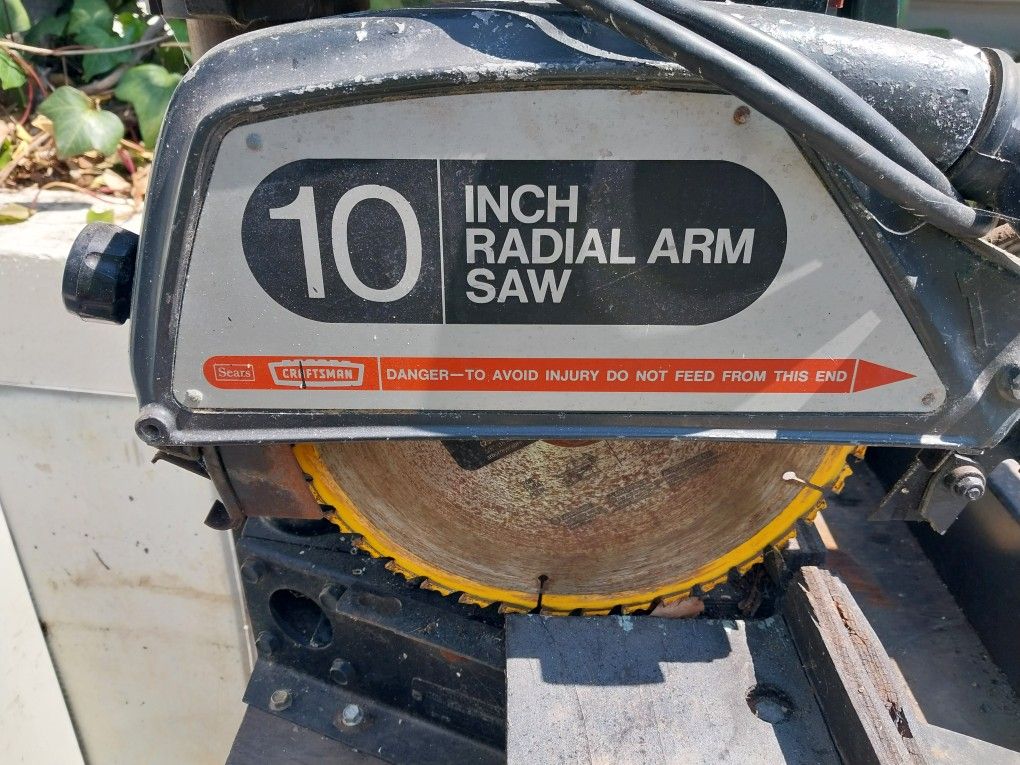 10
INCH
RADIAL ARM
SAW
Sears CRAFTSMAN DANGER—TO AVOID INJURY DO NOT FEED FROM THIS END